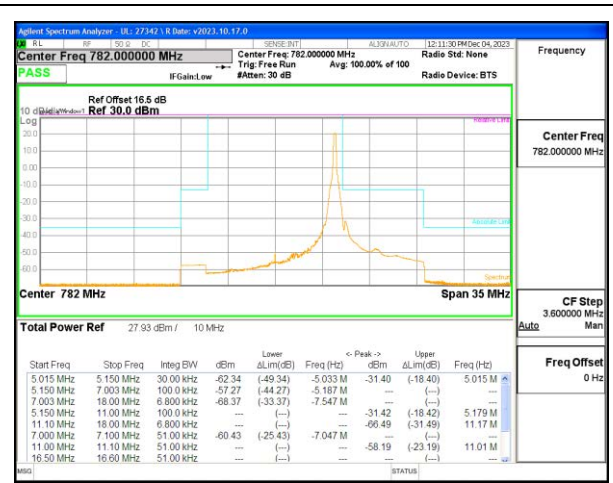 Agilent Spectrum Analyzer - UL: 27342 \ R Date: v2023.10.17.0
RL RF 50 Ω DC SENSE:INT ALIGNAUTO 12:11:30 PM Dec 04, 2023
Center Freq 782.000000 MHz
Center Freq: 782.000000 MHz
Radio Std: None
Trig: Free Run Avg: 100.00% of 100
PASS
IFGain:Low
#Atten: 30 dB
Radio Device: BTS
Frequency
Ref Offset 16.5 dB
Ref 30.0 dBm
Log
Relative Limit
20.0
10.0
0.00
-10.0
-20.0
-30.0
Absolute Limit
-40.0
-50.0
-60.0
Spectrum
Center 782 MHz
Span 35 MHz
Center Freq
782.000000 MHz
CF Step
3.600000 MHz
Auto Man
Freq Offset
0 Hz
Total Power Ref 27.93 dBm / 10 MHz
Lower <- Peak -> Upper
Start Freq Stop Freq Integ BW dBm ΔLim(dB) Freq (Hz) dBm ΔLim(dB) Freq (Hz)
5.015 MHz 5.150 MHz 30.00 kHz -62.34 (-49.34) -5.033 M -31.40 (-18.40) 5.015 M
5.150 MHz 7.003 MHz 100.0 kHz -57.27 (-44.27) -5.187 M --- (---) ---
7.003 MHz 18.00 MHz 6.800 kHz -68.37 (-33.37) -7.547 M --- (---) ---
5.150 MHz 11.00 MHz 100.0 kHz --- (---) --- -31.42 (-18.42) 5.179 M
11.10 MHz 18.00 MHz 6.800 kHz --- (---) --- -66.49 (-31.49) 11.17 M
7.000 MHz 7.100 MHz 51.00 kHz -60.43 (-25.43) -7.047 M --- (---) ---
11.00 MHz 11.10 MHz 51.00 kHz --- (---) --- -58.19 (-23.19) 11.01 M
16.50 MHz 16.60 MHz 51.00 kHz --- (---) --- --- (---) ---
MSG STATUS